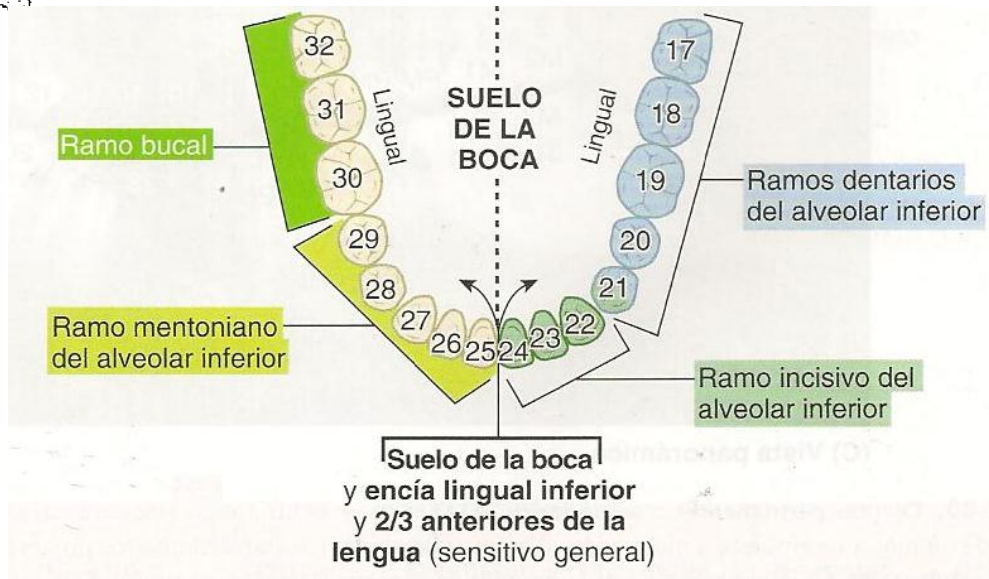 32
31
30
29
28
27
26
25
24
23
22
21
20
19
18
17
Lingual
Lingual
SUELO
DE LA
BOCA
Ramo bucal
Ramo mentoniano
del alveolar inferior
Ramos dentarios
del alveolar inferior
Ramo incisivo del
alveolar inferior
Suelo de la boca
y encía lingual inferior
y 2/3 anteriores de la
lengua (sensitivo general)
(C) Vista panorámica